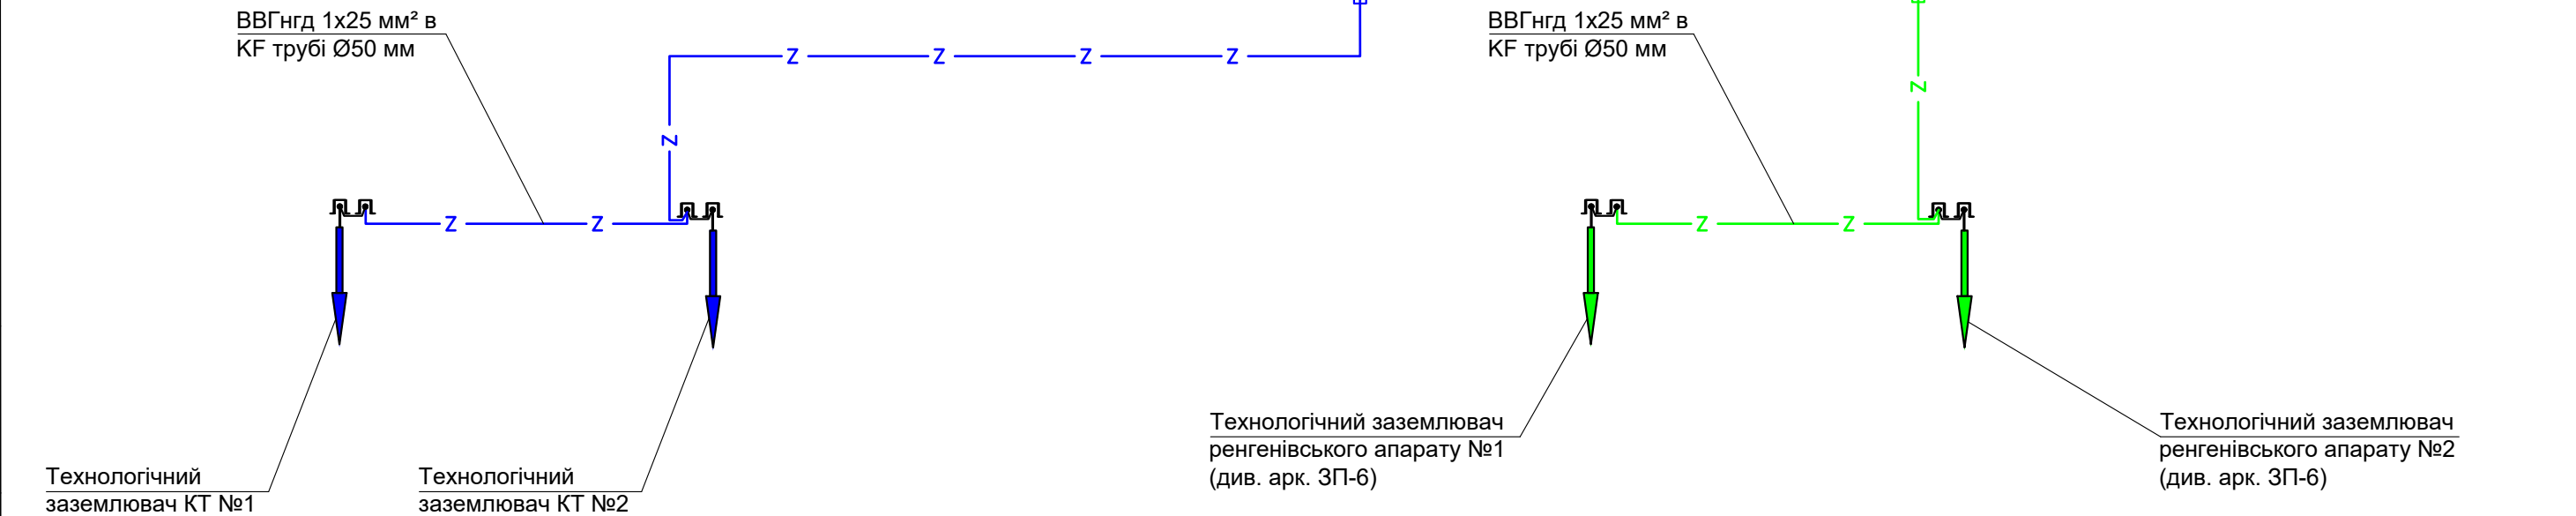 ВВГнгд 1х25 мм² в
KF трубі Ø50 мм
ВВГнгд 1х25 мм² в
KF трубі Ø50 мм
Z Z Z Z
Z
Z
Z Z
Z Z
Технологічний
заземлювач КТ №1
Технологічний
заземлювач КТ №2
Технологічний заземлювач
ренгенівського апарату №1
(див. арк. ЗП-6)
Технологічний заземлювач
ренгенівського апарату №2
(див. арк. ЗП-6)